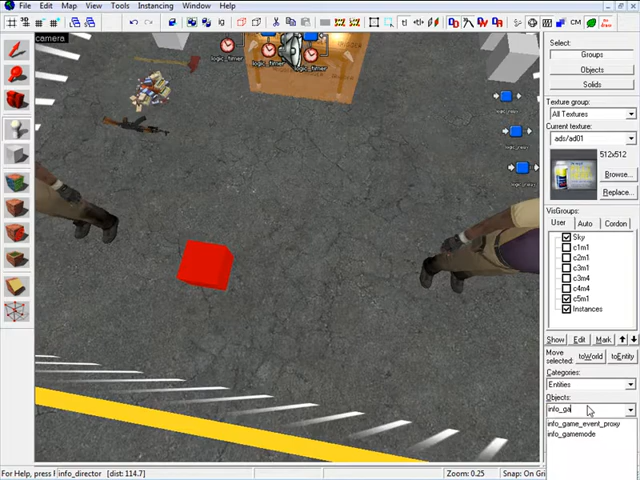 File Edit Map View Tools Instancing Window Help
camera
logic_timer
logic_timer
logic_timer
Select:
Groups
Objects
Solids
Texture group:
All Textures
Current texture:
ads/ad01
512x512
Browse...
Replace...
VisGroups:
User Auto Cordon
Sky
c1m1
c2m1
c3m1
c3m4
c4m4
c5m1
Instances
Show Edit Mark
Move
selected: toWorld toEntity
Categories:
Entities
Objects:
info_ga
info_game_event_proxy
info_gamemode
For Help, press info_director [dist: 114.7] Zoom: 0.25 Snap: On Gri